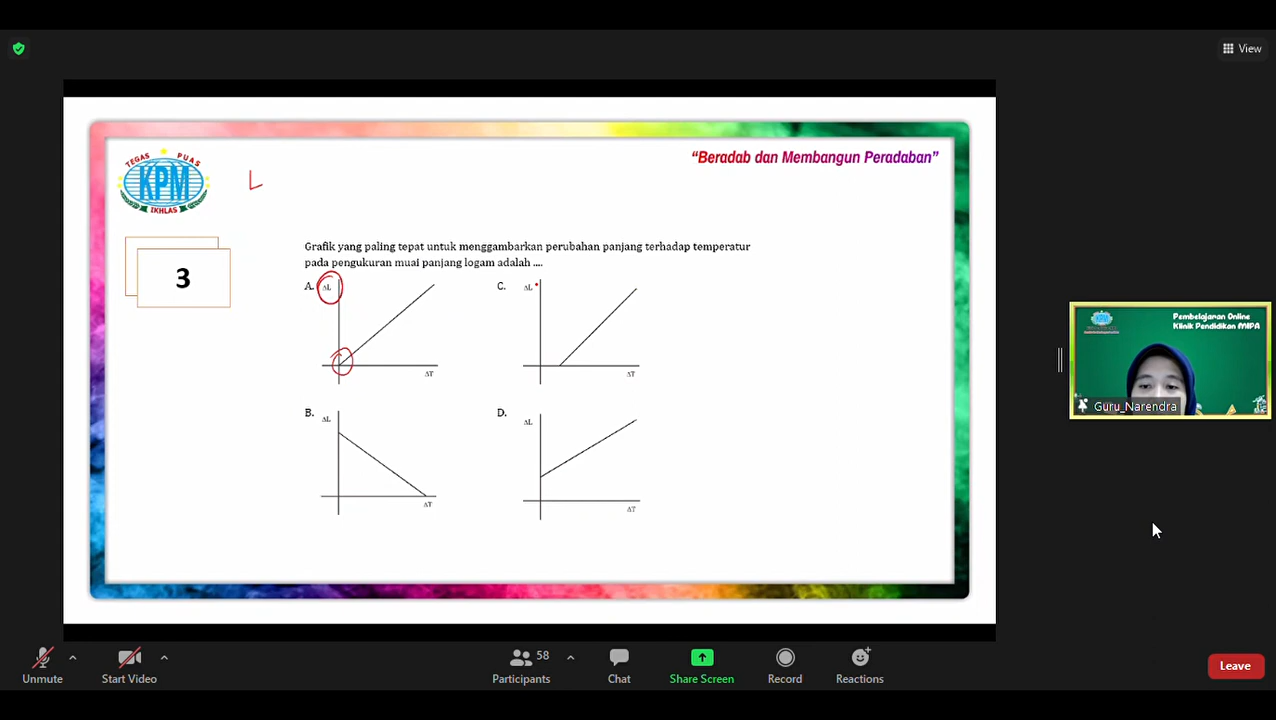 View
TEGAS PUAS
KPM
IKHLAS
L
"Beradab dan Membangun Peradaban"
3
Grafik yang paling tepat untuk menggambarkan perubahan panjang terhadap temperatur
pada pengukuran muai panjang logam adalah ....
A. ΔL
ΔT
C. ΔL
ΔT
B. ΔL
ΔT
D. ΔL
ΔT
KPM
Pembelajaran Online
Klinik Pendidikan MIPA
Guru_Narendra
Unmute
Start Video
58
Participants
Chat
Share Screen
Record
Reactions
Leave